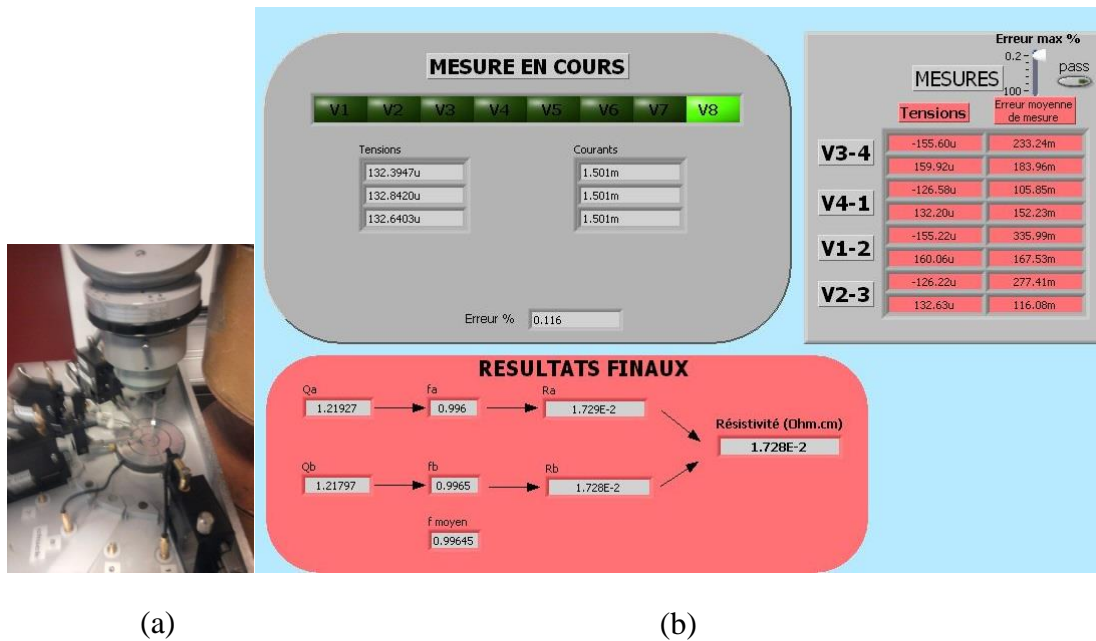 MESURE EN COURS
V1 V2 V3 V4 V5 V6 V7 V8
Tensions Courants
132.3947u 1.501m
132.8420u 1.501m
132.6403u 1.501m
Erreur % 0.116
Erreur max %
0.2
pass
MESURES
100
Tensions Erreur moyenne
de mesure
V3-4 -155.60u 233.24m
159.92u 183.96m
V4-1 -126.58u 105.85m
132.20u 152.23m
V1-2 -155.22u 335.99m
160.06u 167.53m
V2-3 -126.22u 277.41m
132.63u 116.08m
RESULTATS FINAUX
Qa fa Ra
1.21927 0.996 1.729E-2
Résistivité (Ohm.cm)
1.728E-2
Qb fb Rb
1.21797 0.9965 1.728E-2
f moyen
0.99645
(a) (b)